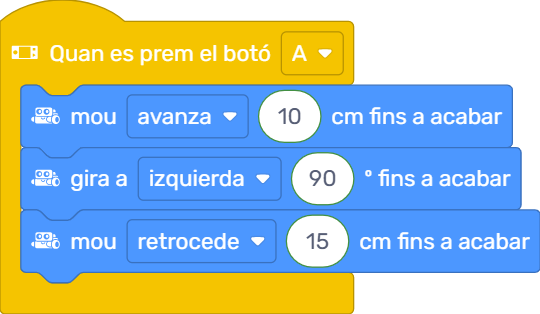 Quan es prem el botó A
mou avanza 10 cm fins a acabar
gira a izquierda 90 ° fins a acabar
mou retrocede 15 cm fins a acabar